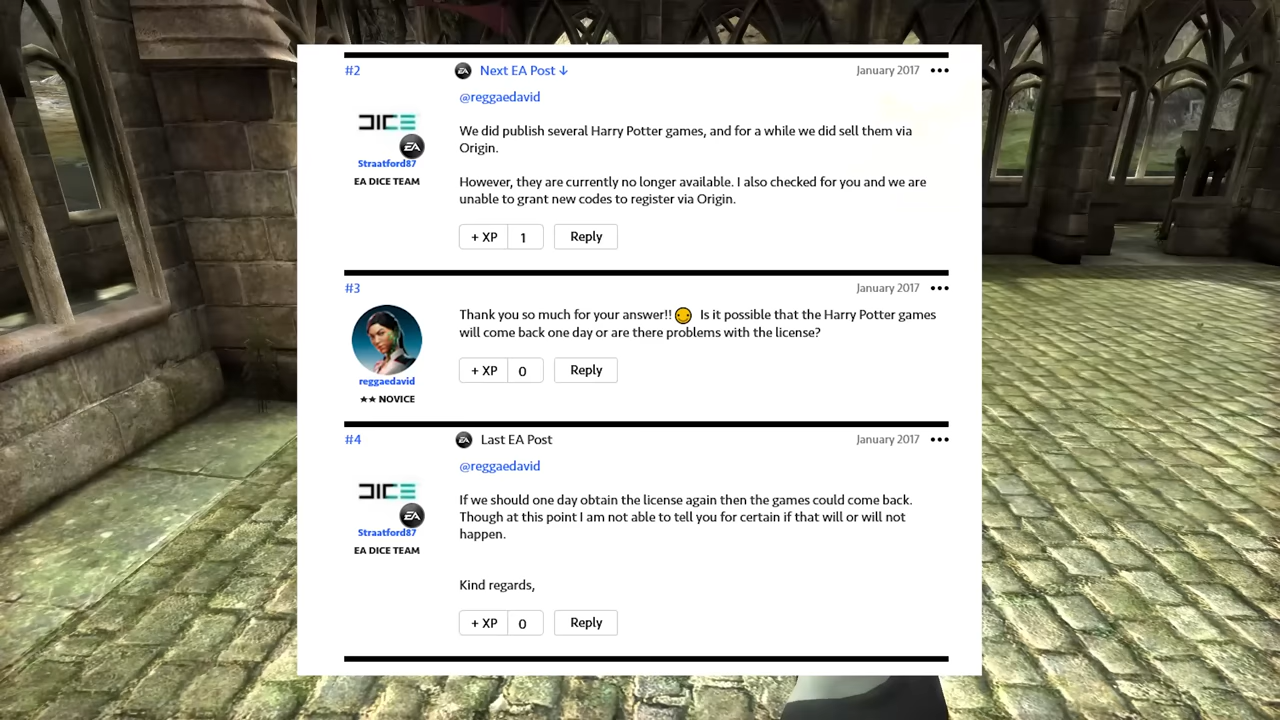 #2
Next EA Post ↓
January 2017
@reggaedavid
DICE
EA
Straatford87
EA DICE TEAM
We did publish several Harry Potter games, and for a while we did sell them via
Origin.
However, they are currently no longer available. I also checked for you and we are
unable to grant new codes to register via Origin.
+ XP 1 Reply
#3
January 2017
reggaedavid
★★ NOVICE
Thank you so much for your answer!! Is it possible that the Harry Potter games
will come back one day or are there problems with the license?
+ XP 0 Reply
#4
Last EA Post
January 2017
@reggaedavid
DICE
EA
Straatford87
EA DICE TEAM
If we should one day obtain the license again then the games could come back.
Though at this point I am not able to tell you for certain if that will or will not
happen.
Kind regards,
+ XP 0 Reply